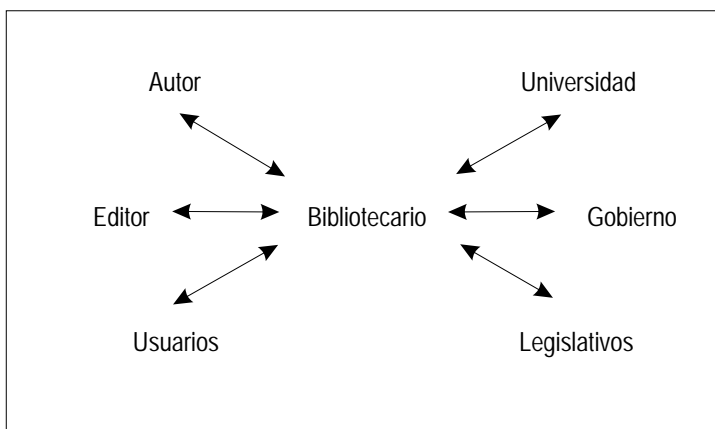 Autor Universidad
Editor Bibliotecario Gobierno
Usuarios Legislativos